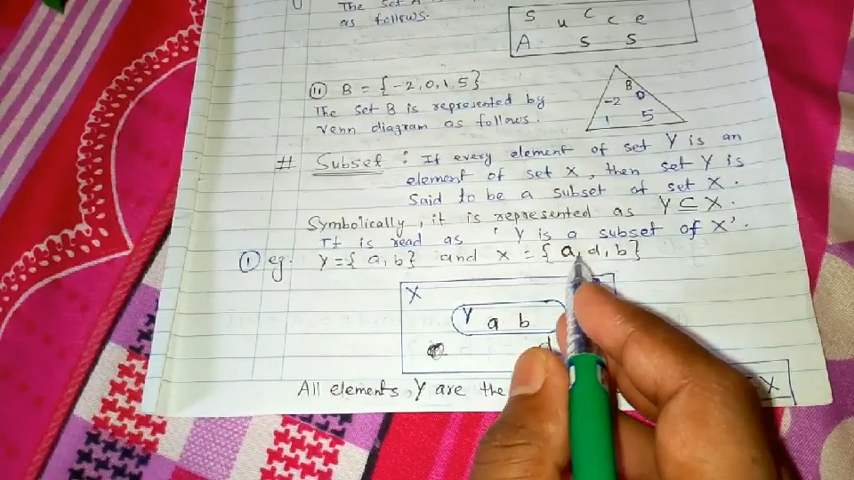 The set A is
as follows.
S u c c e
A s s
(ii) B = {-2, 0, 1, 5}
The set B is represented by
venn diagram as follows.
B
-2 0
1 5
# Subset : If every element of set Y is an
element of set X, then set Y is
said to be a subset of set X.
Symbolically, it is represented as Y ⊆ X.
It is read as 'Y is a subset of X'.
(1) eg. Y = { a, b } and X = { a, d, b }
X
Y a b
d
All elements, Y are the X